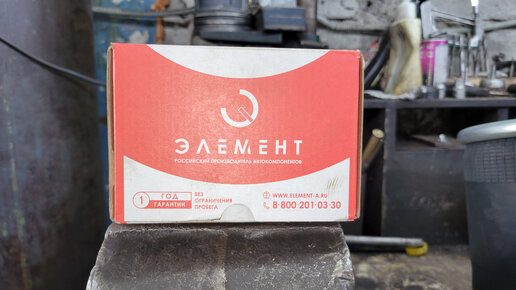 ЭЛЕМЕНТ
РОССИЙСКИЙ ПРОИЗВОДИТЕЛЬ АВТОКОМПОНЕНТОВ
1 ГОД ГАРАНТИИ
БЕЗ ОГРАНИЧЕНИЯ ПРОБЕГА
WWW.ELEMENT-A.RU
8·800 201·03·30